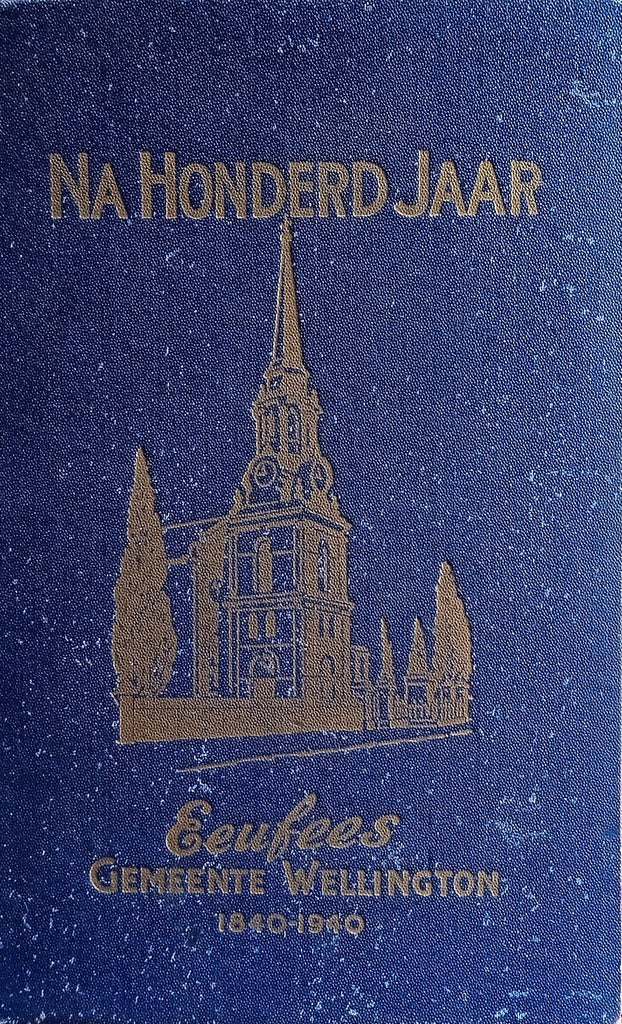 NA HONDERD JAAR
Eeufees
GEMEENTE WELLINGTON
1840-1940